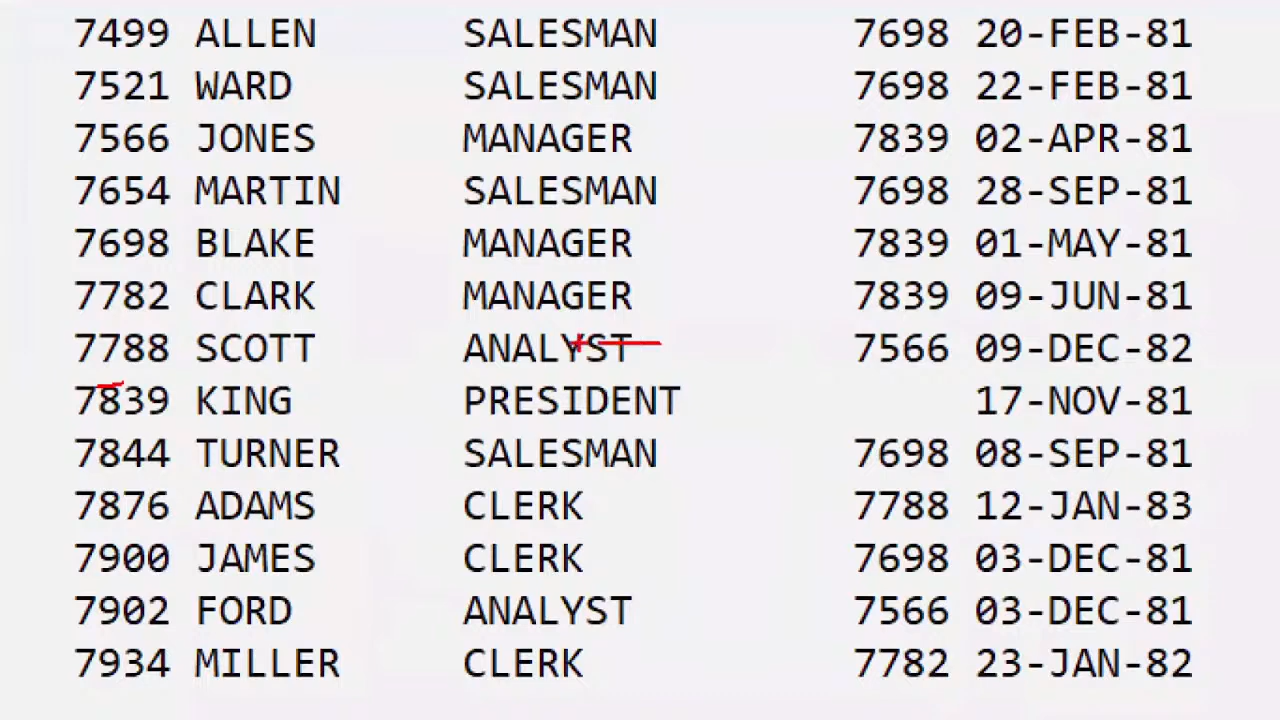 7499 ALLEN SALESMAN 7698 20-FEB-81
7521 WARD SALESMAN 7698 22-FEB-81
7566 JONES MANAGER 7839 02-APR-81
7654 MARTIN SALESMAN 7698 28-SEP-81
7698 BLAKE MANAGER 7839 01-MAY-81
7782 CLARK MANAGER 7839 09-JUN-81
7788 SCOTT ANALYST 7566 09-DEC-82
7839 KING PRESIDENT 17-NOV-81
7844 TURNER SALESMAN 7698 08-SEP-81
7876 ADAMS CLERK 7788 12-JAN-83
7900 JAMES CLERK 7698 03-DEC-81
7902 FORD ANALYST 7566 03-DEC-81
7934 MILLER CLERK 7782 23-JAN-82